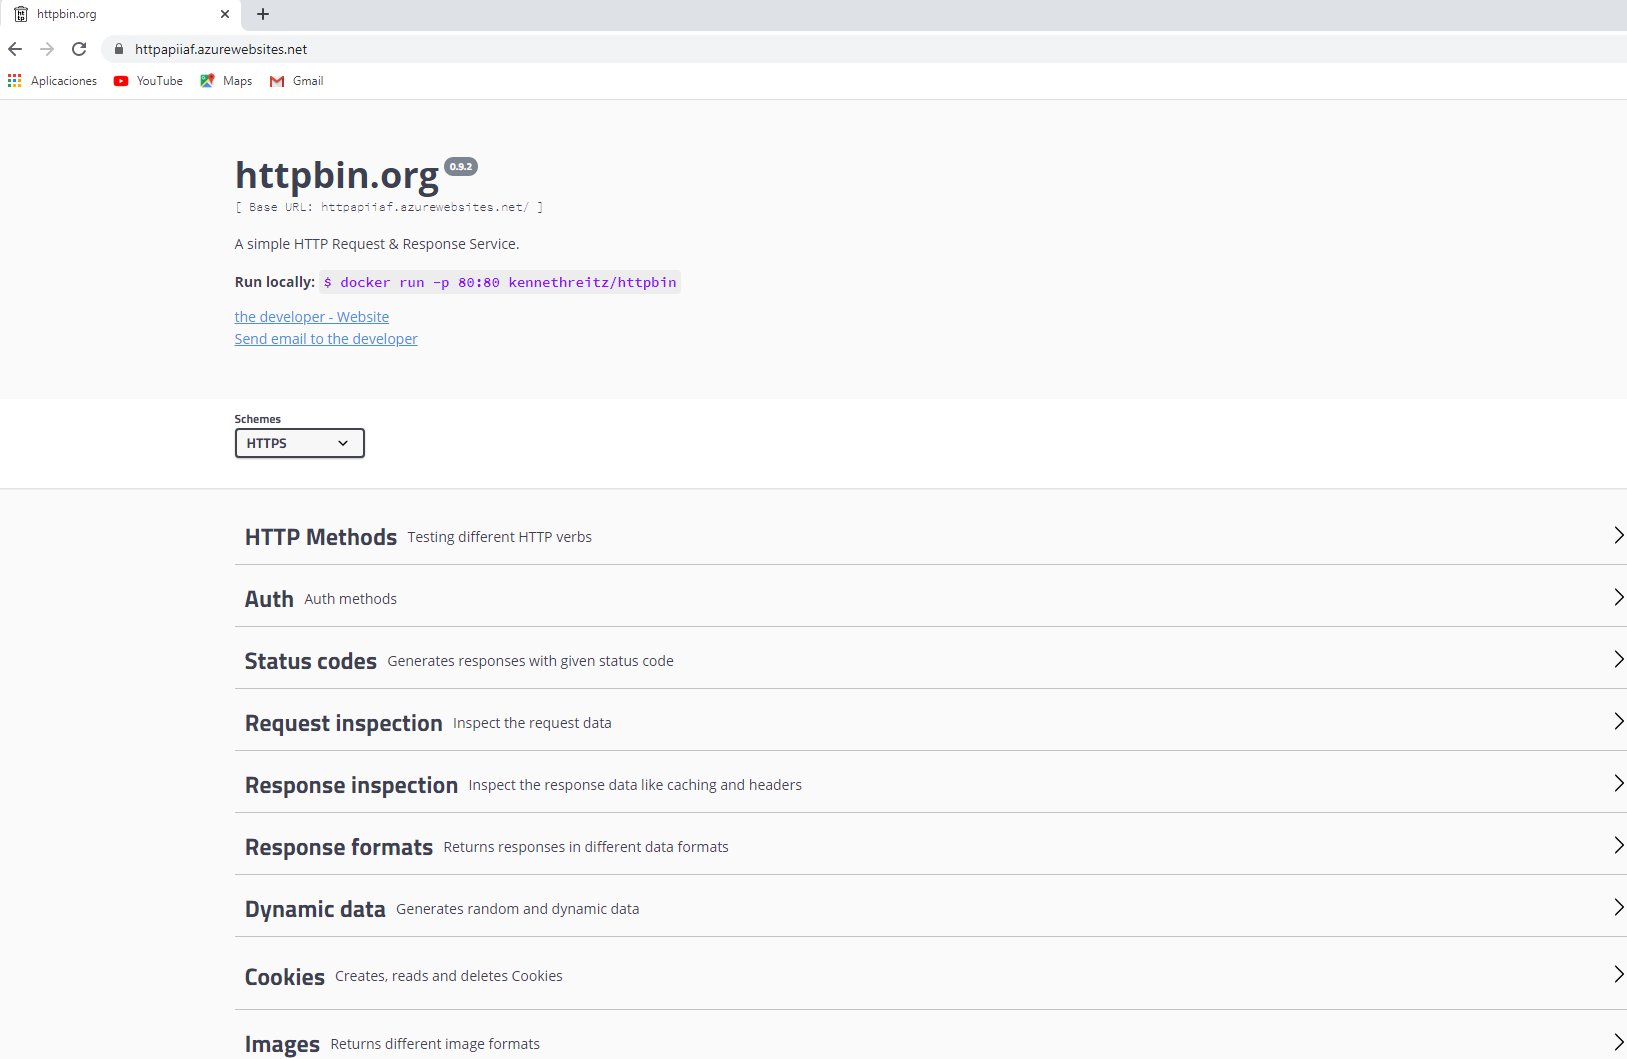 httpbin.org
httpapiiaf.azurewebsites.net
Aplicaciones YouTube Maps Gmail
httpbin.org 0.9.2
[ Base URL: httpapiiaf.azurewebsites.net/ ]
A simple HTTP Request & Response Service.
Run locally: $ docker run -p 80:80 kennethreitz/httpbin
the developer - Website
Send email to the developer
Schemes
HTTPS
HTTP Methods Testing different HTTP verbs
Auth Auth methods
Status codes Generates responses with given status code
Request inspection Inspect the request data
Response inspection Inspect the response data like caching and headers
Response formats Returns responses in different data formats
Dynamic data Generates random and dynamic data
Cookies Creates, reads and deletes Cookies
Images Returns different image formats